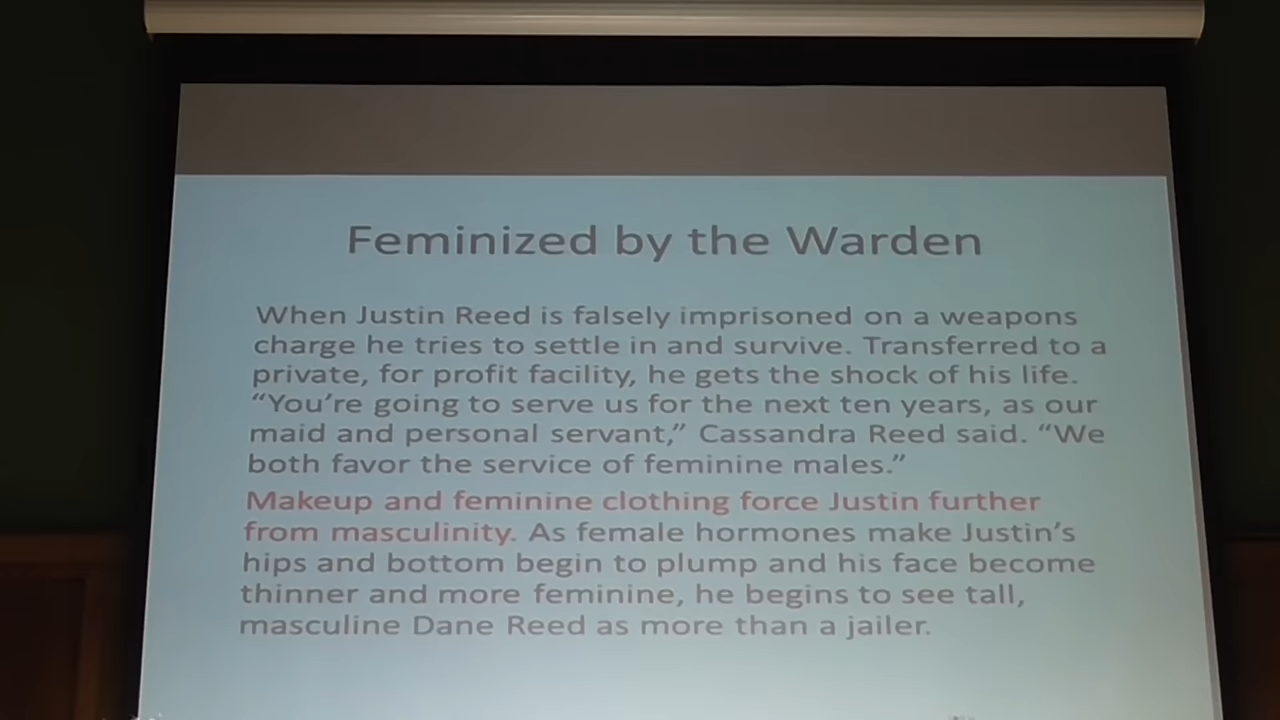 Feminized by the Warden
When Justin Reed is falsely imprisoned on a weapons
charge he tries to settle in and survive. Transferred to a
private, for profit facility, he gets the shock of his life.
“You’re going to serve us for the next ten years, as our
maid and personal servant,” Cassandra Reed said. “We
both favor the service of feminine males.”
Makeup and feminine clothing force Justin further
from masculinity. As female hormones make Justin’s
hips and bottom begin to plump and his face become
thinner and more feminine, he begins to see tall,
masculine Dane Reed as more than a jailer.